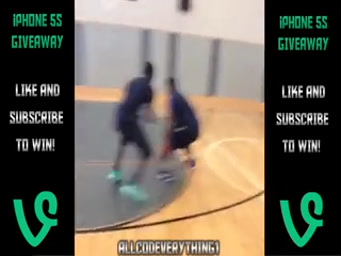 iPHONE 5S
GIVEAWAY
LIKE AND
SUBSCRIBE
TO WIN!
iPHONE 5S
GIVEAWAY
LIKE AND
SUBSCRIBE
TO WIN!
ALLCODEVERYTHING1